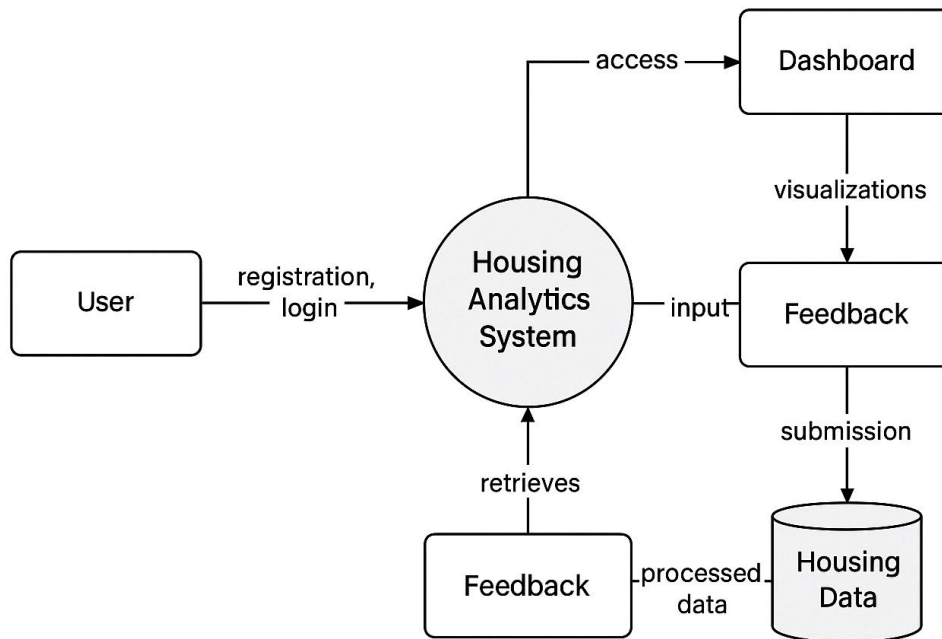 access
Dashboard
visualizations
User
registration,
login
Housing
Analytics
System
input
Feedback
submission
retrieves
Feedback
processed
data
Housing
Data